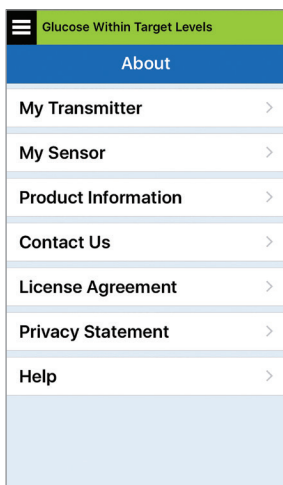 Glucose Within Target Levels
About
My Transmitter
My Sensor
Product Information
Contact Us
License Agreement
Privacy Statement
Help